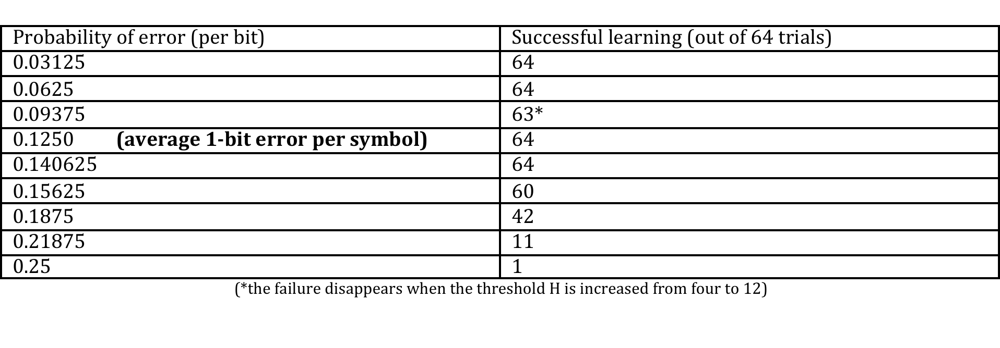 Probability of error (per bit) Successful learning (out of 64 trials)
0.03125 64
0.0625 64
0.09375 63*
0.1250 (average 1-bit error per symbol) 64
0.140625 64
0.15625 60
0.1875 42
0.21875 11
0.25 1
(*the failure disappears when the threshold H is increased from four to 12)